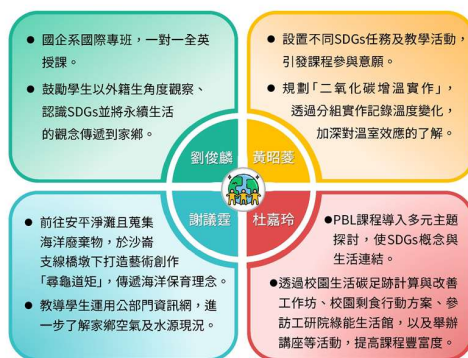 ● 國企系國際專班，一對一全英
授課。
● 鼓勵學生以外籍生角度觀察、
認識SDGs並將永續生活
的觀念傳遞到家鄉。
劉俊麟
● 設置不同SDGs任務及教學活動，
引發課程參與意願。
● 規劃「二氧化碳增溫實作」，
透過分組實作記錄溫度變化，
加深對溫室效應的了解。
黃昭菱
謝議霆
● 前往安平淨灘且蒐集
海洋廢棄物，於沙崙
支線橋墩下打造藝術創作
「尋龜道矩」，傳遞海洋保育理念。
● 教導學生運用公部門資訊網，進
一步了解家鄉空氣及水源現況。
杜嘉玲
●PBL課程導入多元主題
探討，使SDGs概念與
生活連結。
●透過校園生活碳足跡計算與改善
工作坊、校園剩食行動方案、參
訪工研院綠能生活館，以及舉辦
講座等活動，提高課程豐富度。